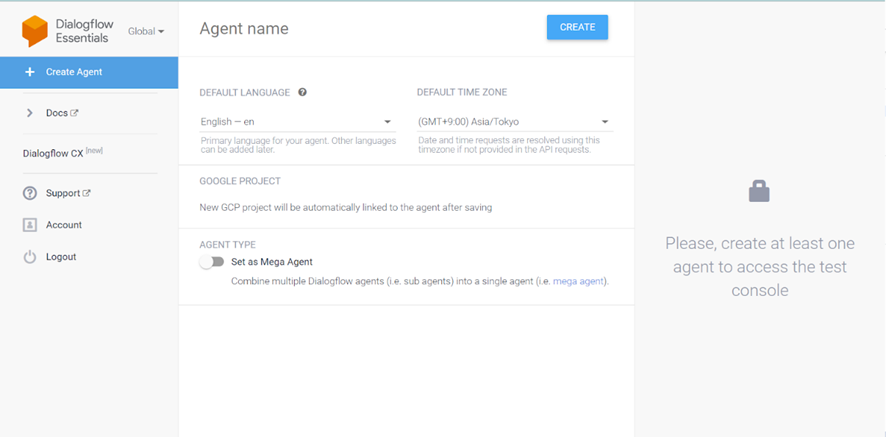 Dialogflow
Essentials
Global
Create Agent
Docs
Dialogflow CX [new]
Support
Account
Logout
Agent name
CREATE
DEFAULT LANGUAGE
DEFAULT TIME ZONE
English — en
(GMT+9:00) Asia/Tokyo
Primary language for your agent. Other languages
can be added later.
Date and time requests are resolved using this
timezone if not provided in the API requests.
GOOGLE PROJECT
New GCP project will be automatically linked to the agent after saving
AGENT TYPE
Set as Mega Agent
Combine multiple Dialogflow agents (i.e. sub agents) into a single agent (i.e. mega agent).
Please, create at least one
agent to access the test
console